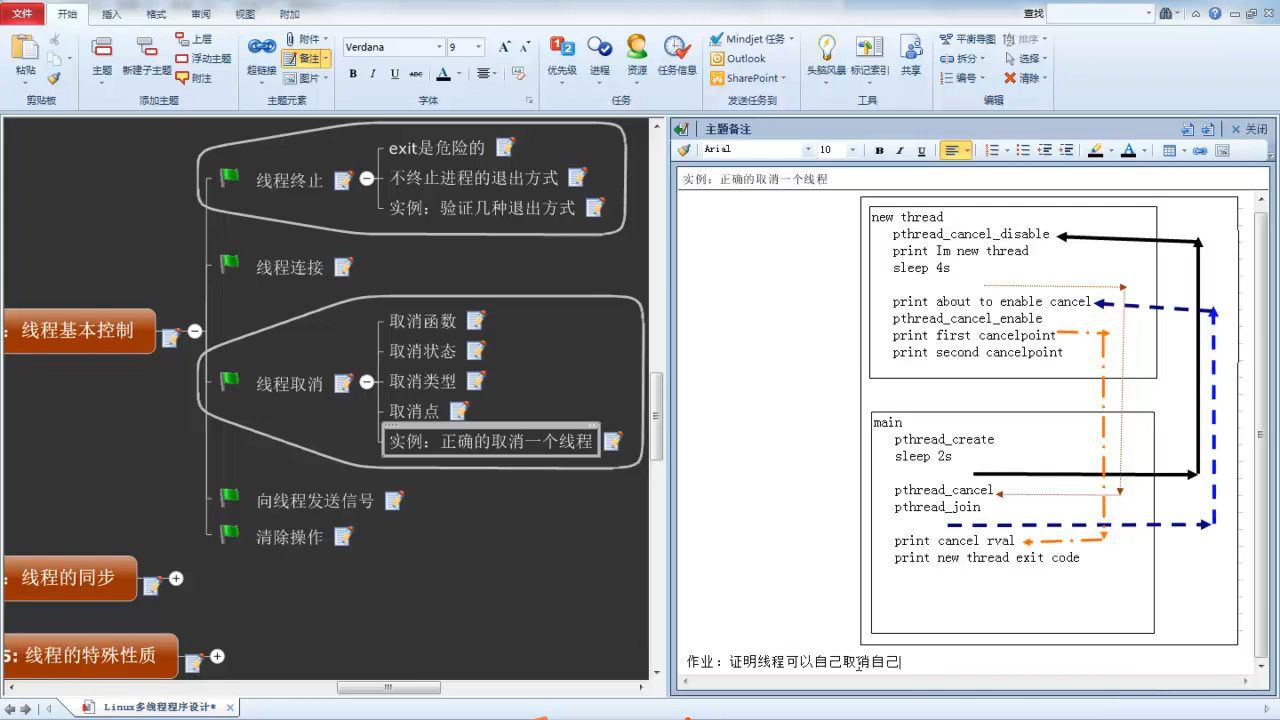 文件 开始 插入 格式 审阅 视图 附加 查找
粘贴
剪贴板
主题 新建子主题 上层 浮动主题 附注
添加主题
超链接 附件 备注 图片
主题元素
Verdana 9
B I U ABC A
字体
优先级 进程 资源 任务信息
任务
Mindjet 任务
Outlook
SharePoint
发送任务到
头脑风暴 标记索引 共享
工具
平衡导图 排序
拆分 选择
编号 清除
编辑
exit是危险的
线程终止 不终止进程的退出方式
实例：验证几种退出方式
线程连接
: 线程基本控制
取消函数
取消状态
线程取消 取消类型
取消点
实例：正确的取消一个线程
向线程发送信号
清除操作
: 线程的同步
5: 线程的特殊性质
Linux多线程程序设计*
主题备注 关闭
Arial 10 B I U A
实例：正确的取消一个线程
new thread
pthread_cancel_disable
print Im new thread
sleep 4s
print about to enable cancel
pthread_cancel_enable
print first cancelpoint
print second cancelpoint
main
pthread_create
sleep 2s
pthread_cancel
pthread_join
print cancel rval
print new thread exit code
作业：证明线程可以自己取消自己